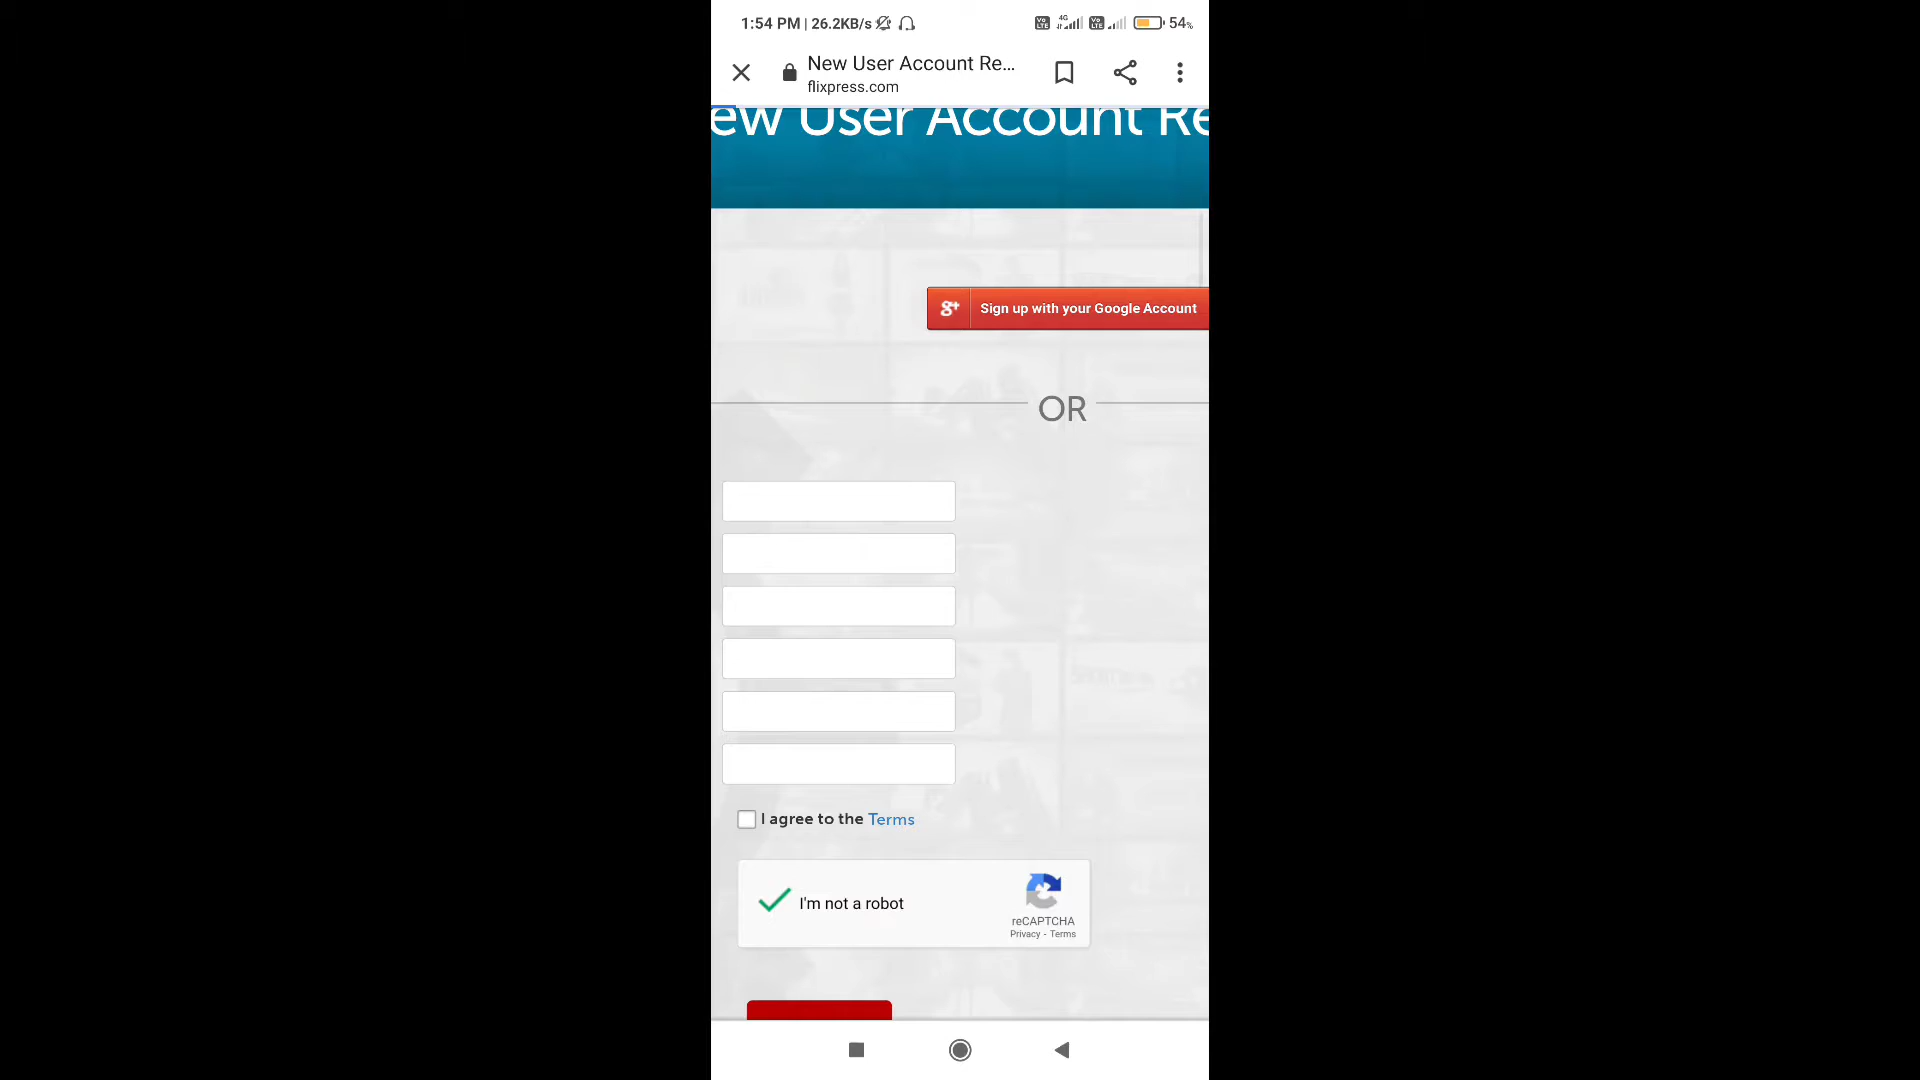 1:54 PM | 26.2KB/s 4G 54%
New User Account Re...
flixpress.com
ew User Account Re
Sign up with your Google Account
OR
I agree to the Terms
I'm not a robot
reCAPTCHA
Privacy - Terms